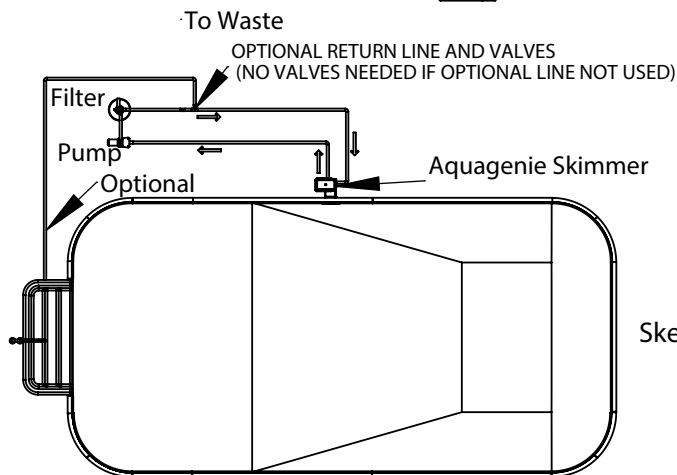 To Waste
OPTIONAL RETURN LINE AND VALVES
(NO VALVES NEEDED IF OPTIONAL LINE NOT USED)
Filter
Pump
Optional
Aquagenie Skimmer
Ske